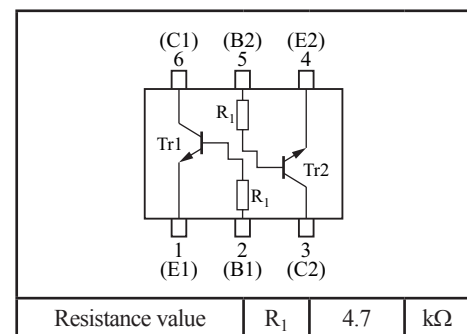 (C1) (B2) (E2)
6 5 4
R1
Tr1
Tr2
R1
1 2 3
(E1) (B1) (C2)
Resistance value R1 4.7 kΩ